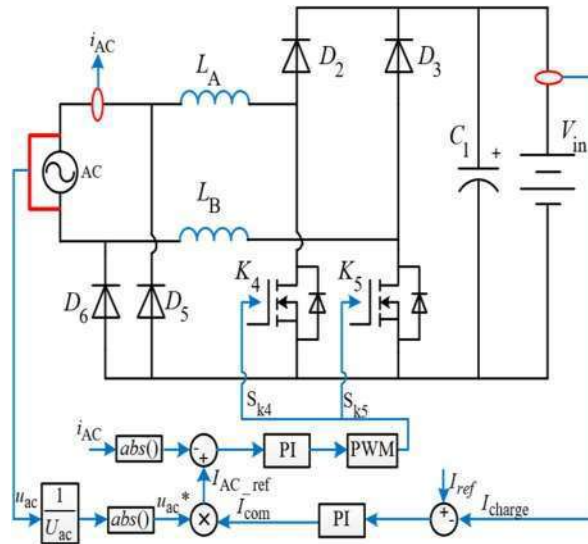 i_AC
L_A
D_2
D_3
C_1
+
V_in
AC
L_B
K_4
K_5
D_6
D_5
S_k4
S_k5
i_AC
abs()
- +
PI
PWM
I_AC_ref
u_ac
1
U_ac
abs()
u_ac*
×
I_com
PI
+ -
I_ref
I_charge